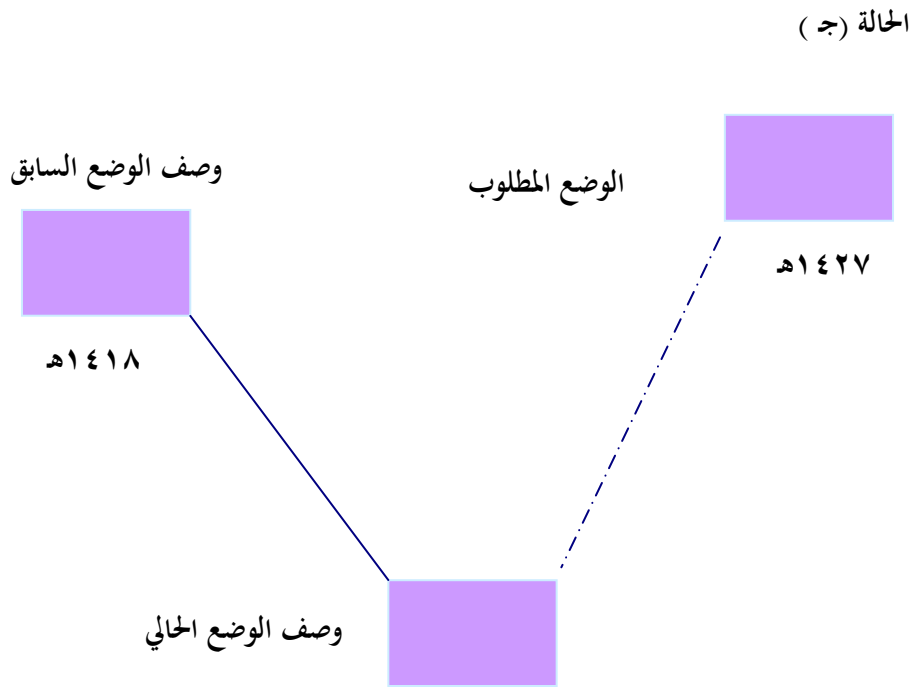 الحالة (جـ )
وصف الوضع السابق
الوضع المطلوب
١٤٢٧هـ
١٤١٨هـ
وصف الوضع الحالي